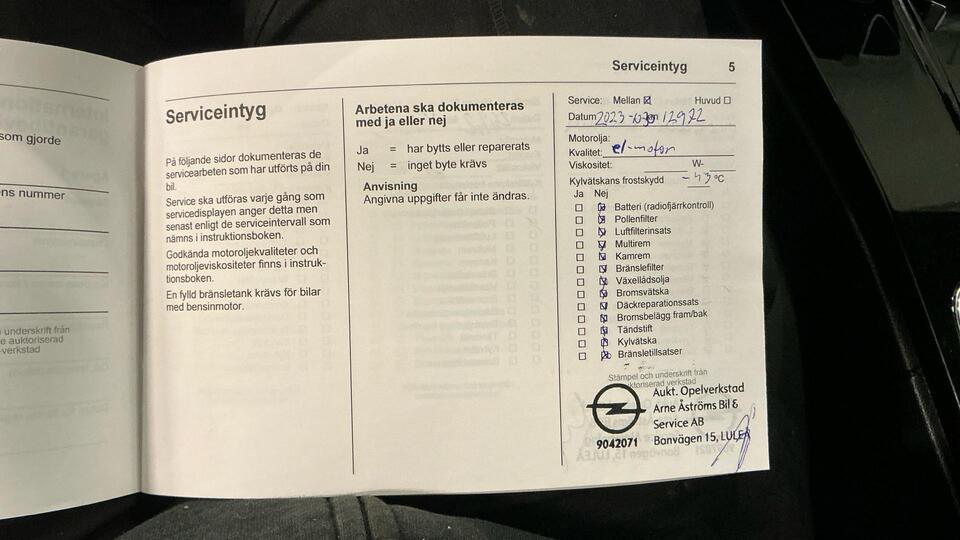 som gjorde
ens nummer
underskrift från
e auktoriserad
verkstad
Serviceintyg 5
Serviceintyg
På följande sidor dokumenteras de
servicearbeten som har utförts på din
bil.
Service ska utföras varje gång som
servicedisplayen anger detta men
senast enligt de serviceintervall som
nämns i instruktionsboken.
Godkända motoroljekvaliteter och
motoroljeviskositeter finns i instruk-
tionsboken.
En fylld bränsletank krävs för bilar
med bensinmotor.
Arbetena ska dokumenteras
med ja eller nej
Ja = har bytts eller reparerats
Nej = inget byte krävs
Anvisning
Angivna uppgifter får inte ändras.
Service: Mellan Huvud
Datum 2023-10-30 12972
Motorolja:
Kvalitet: el-motor
Viskositet: W-
Kylvätskans frostskydd -43 °C
Ja Nej
Batteri (radiofjärrkontroll)
Pollenfilter
Luftfilterinsats
Multirem
Kamrem
Bränslefilter
Växellådsolja
Bromsvätska
Däckreparationssats
Bromsbelägg fram/bak
Tändstift
Kylvätska
Bränsletillsatser
Stämpel och underskrift från
auktoriserad verkstad
Aukt. Opelverkstad
Arne Åströms Bil &
Service AB
9042071 Banvägen 15, LULEÅ